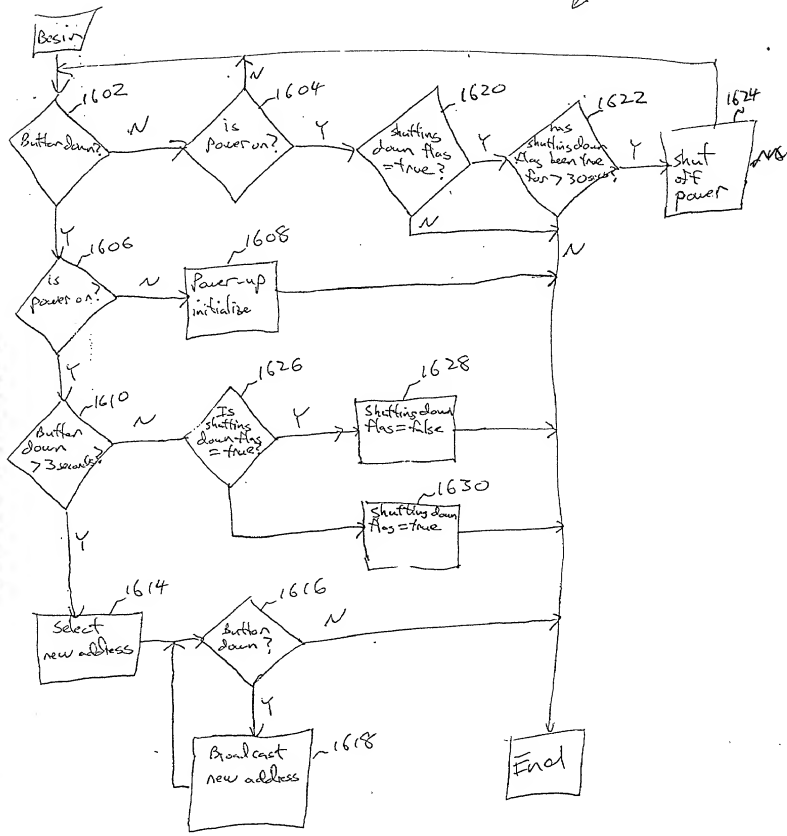 Begin
1602
Button down?
N
Y
1604
is
power on?
N
Y
1620
shutting
down flag
=true?
Y
N
1622
has
shutting down
flag been true
for >30secs?
Y
N
1624
shut
off
power
1606
is
power on?
N
Y
1608
Power-up
initialize
1610
Button
down
>3 seconds?
N
Y
1626
Is
shutting
down flag
=true?
Y
1628
Shutting down
flag=false
1630
Shutting down
flag=true
1614
Select
new address
1616
Button
down?
N
Y
1618
Broadcast
new address
End